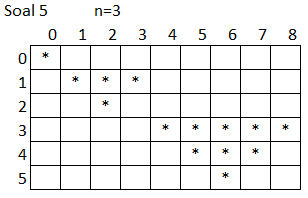 Soal 5 n=3
0 1 2 3 4 5 6 7 8
0 *
1 * * *
2 *
3 * * * * *
4 * * *
5 *